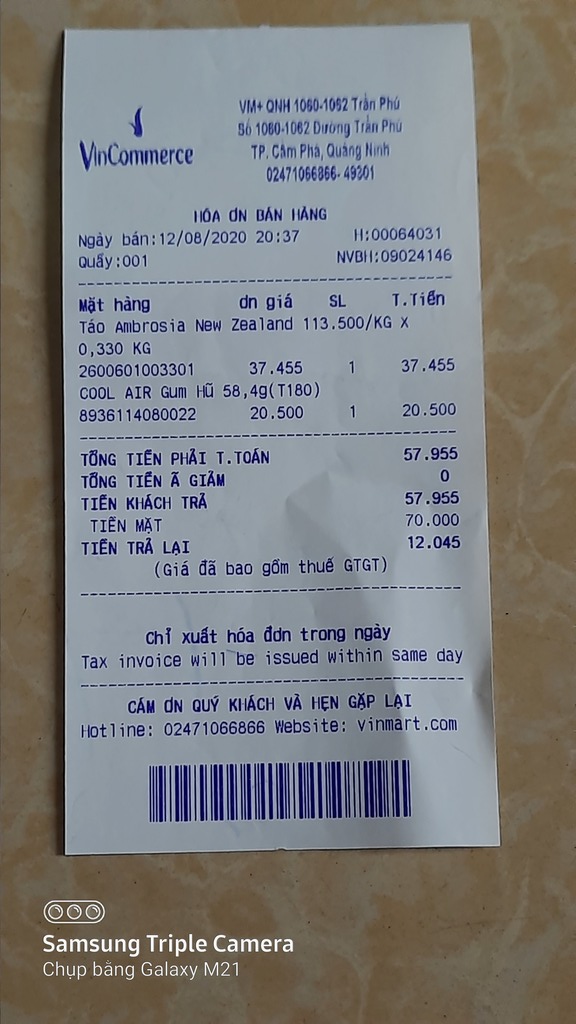 VinCommerce
VM+ QNH 1060-1062 Trần Phú
Số 1060-1062 Đường Trần Phú
TP. Cẩm Phả, Quảng Ninh
02471066866- 49301
HÓA ƠN BÁN HÀNG
Ngày bán:12/08/2020 20:37 H:00064031
Quầy:001 NVBH:09024146
Mặt hàng ơn giá SL T.Tiền
Táo Ambrosia New Zealand 113.500/KG X
0,330 KG
2600601003301 37.455 1 37.455
COOL AIR Gum Hũ 58,4g(T180)
8936114080022 20.500 1 20.500
TỔNG TIỀN PHẢI T.TOÁN 57.955
TỔNG TIỀN Ã GIẢM 0
TIỀN KHÁCH TRẢ 57.955
TIỀN MẶT 70.000
TIỀN TRẢ LẠI 12.045
(Giá đã bao gồm thuế GTGT)
Chỉ xuất hóa đơn trong ngày
Tax invoice will be issued within same day
CẢM ƠN QUÝ KHÁCH VÀ HẸN GẶP LẠI
Hotline: 02471066866 Website: vinmart.com
Samsung Triple Camera
Chụp bằng Galaxy M21